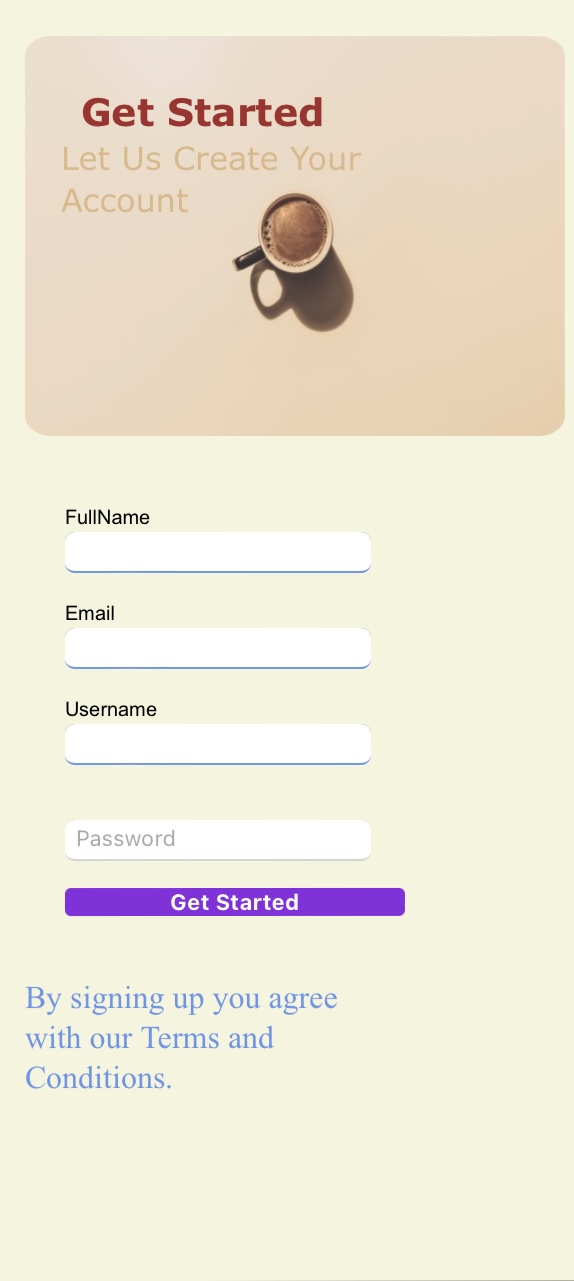 Get Started
Let Us Create Your
Account
FullName
Email
Username
Password
Get Started
By signing up you agree
with our Terms and
Conditions.